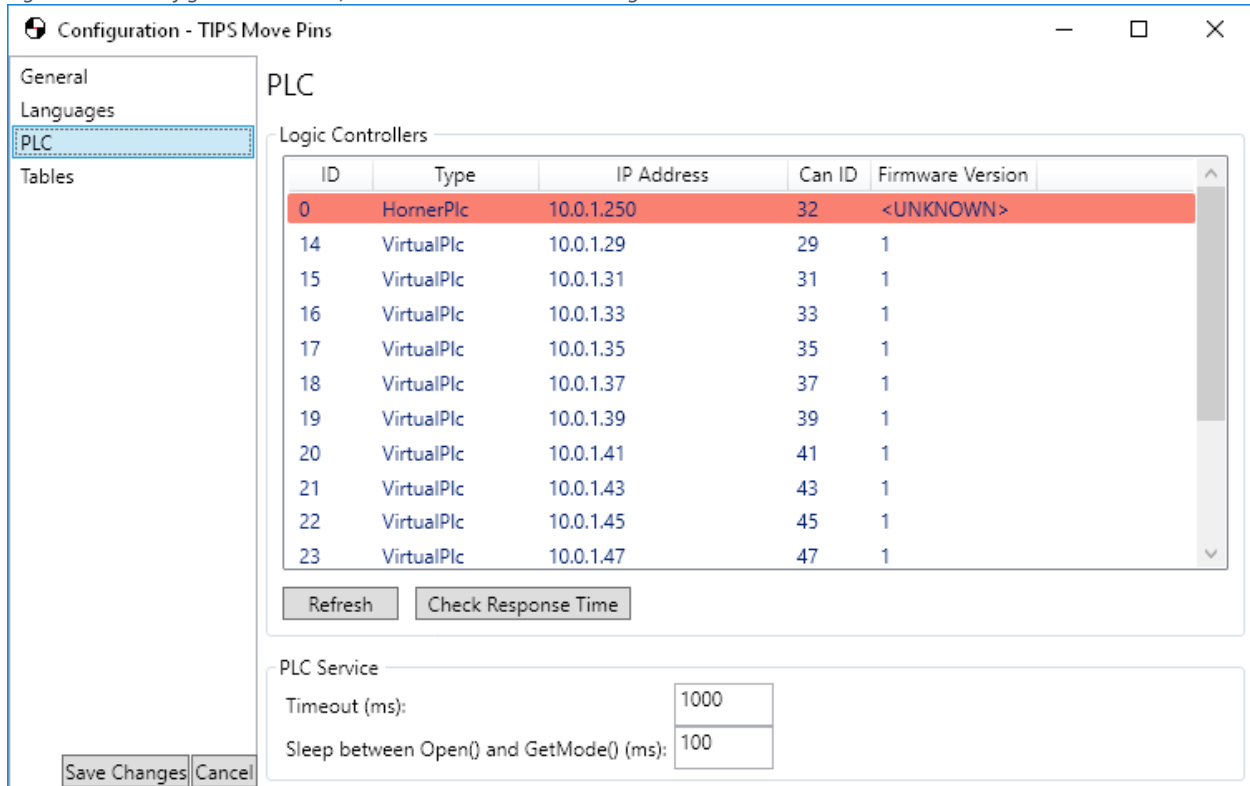 Configuration - TIPS Move Pins
General
Languages
PLC
Tables
PLC
Logic Controllers
ID Type IP Address Can ID Firmware Version
0 HornerPlc 10.0.1.250 32 <UNKNOWN>
14 VirtualPlc 10.0.1.29 29 1
15 VirtualPlc 10.0.1.31 31 1
16 VirtualPlc 10.0.1.33 33 1
17 VirtualPlc 10.0.1.35 35 1
18 VirtualPlc 10.0.1.37 37 1
19 VirtualPlc 10.0.1.39 39 1
20 VirtualPlc 10.0.1.41 41 1
21 VirtualPlc 10.0.1.43 43 1
22 VirtualPlc 10.0.1.45 45 1
23 VirtualPlc 10.0.1.47 47 1
Refresh Check Response Time
PLC Service
Timeout (ms): 1000
Sleep between Open() and GetMode() (ms): 100
Save Changes Cancel